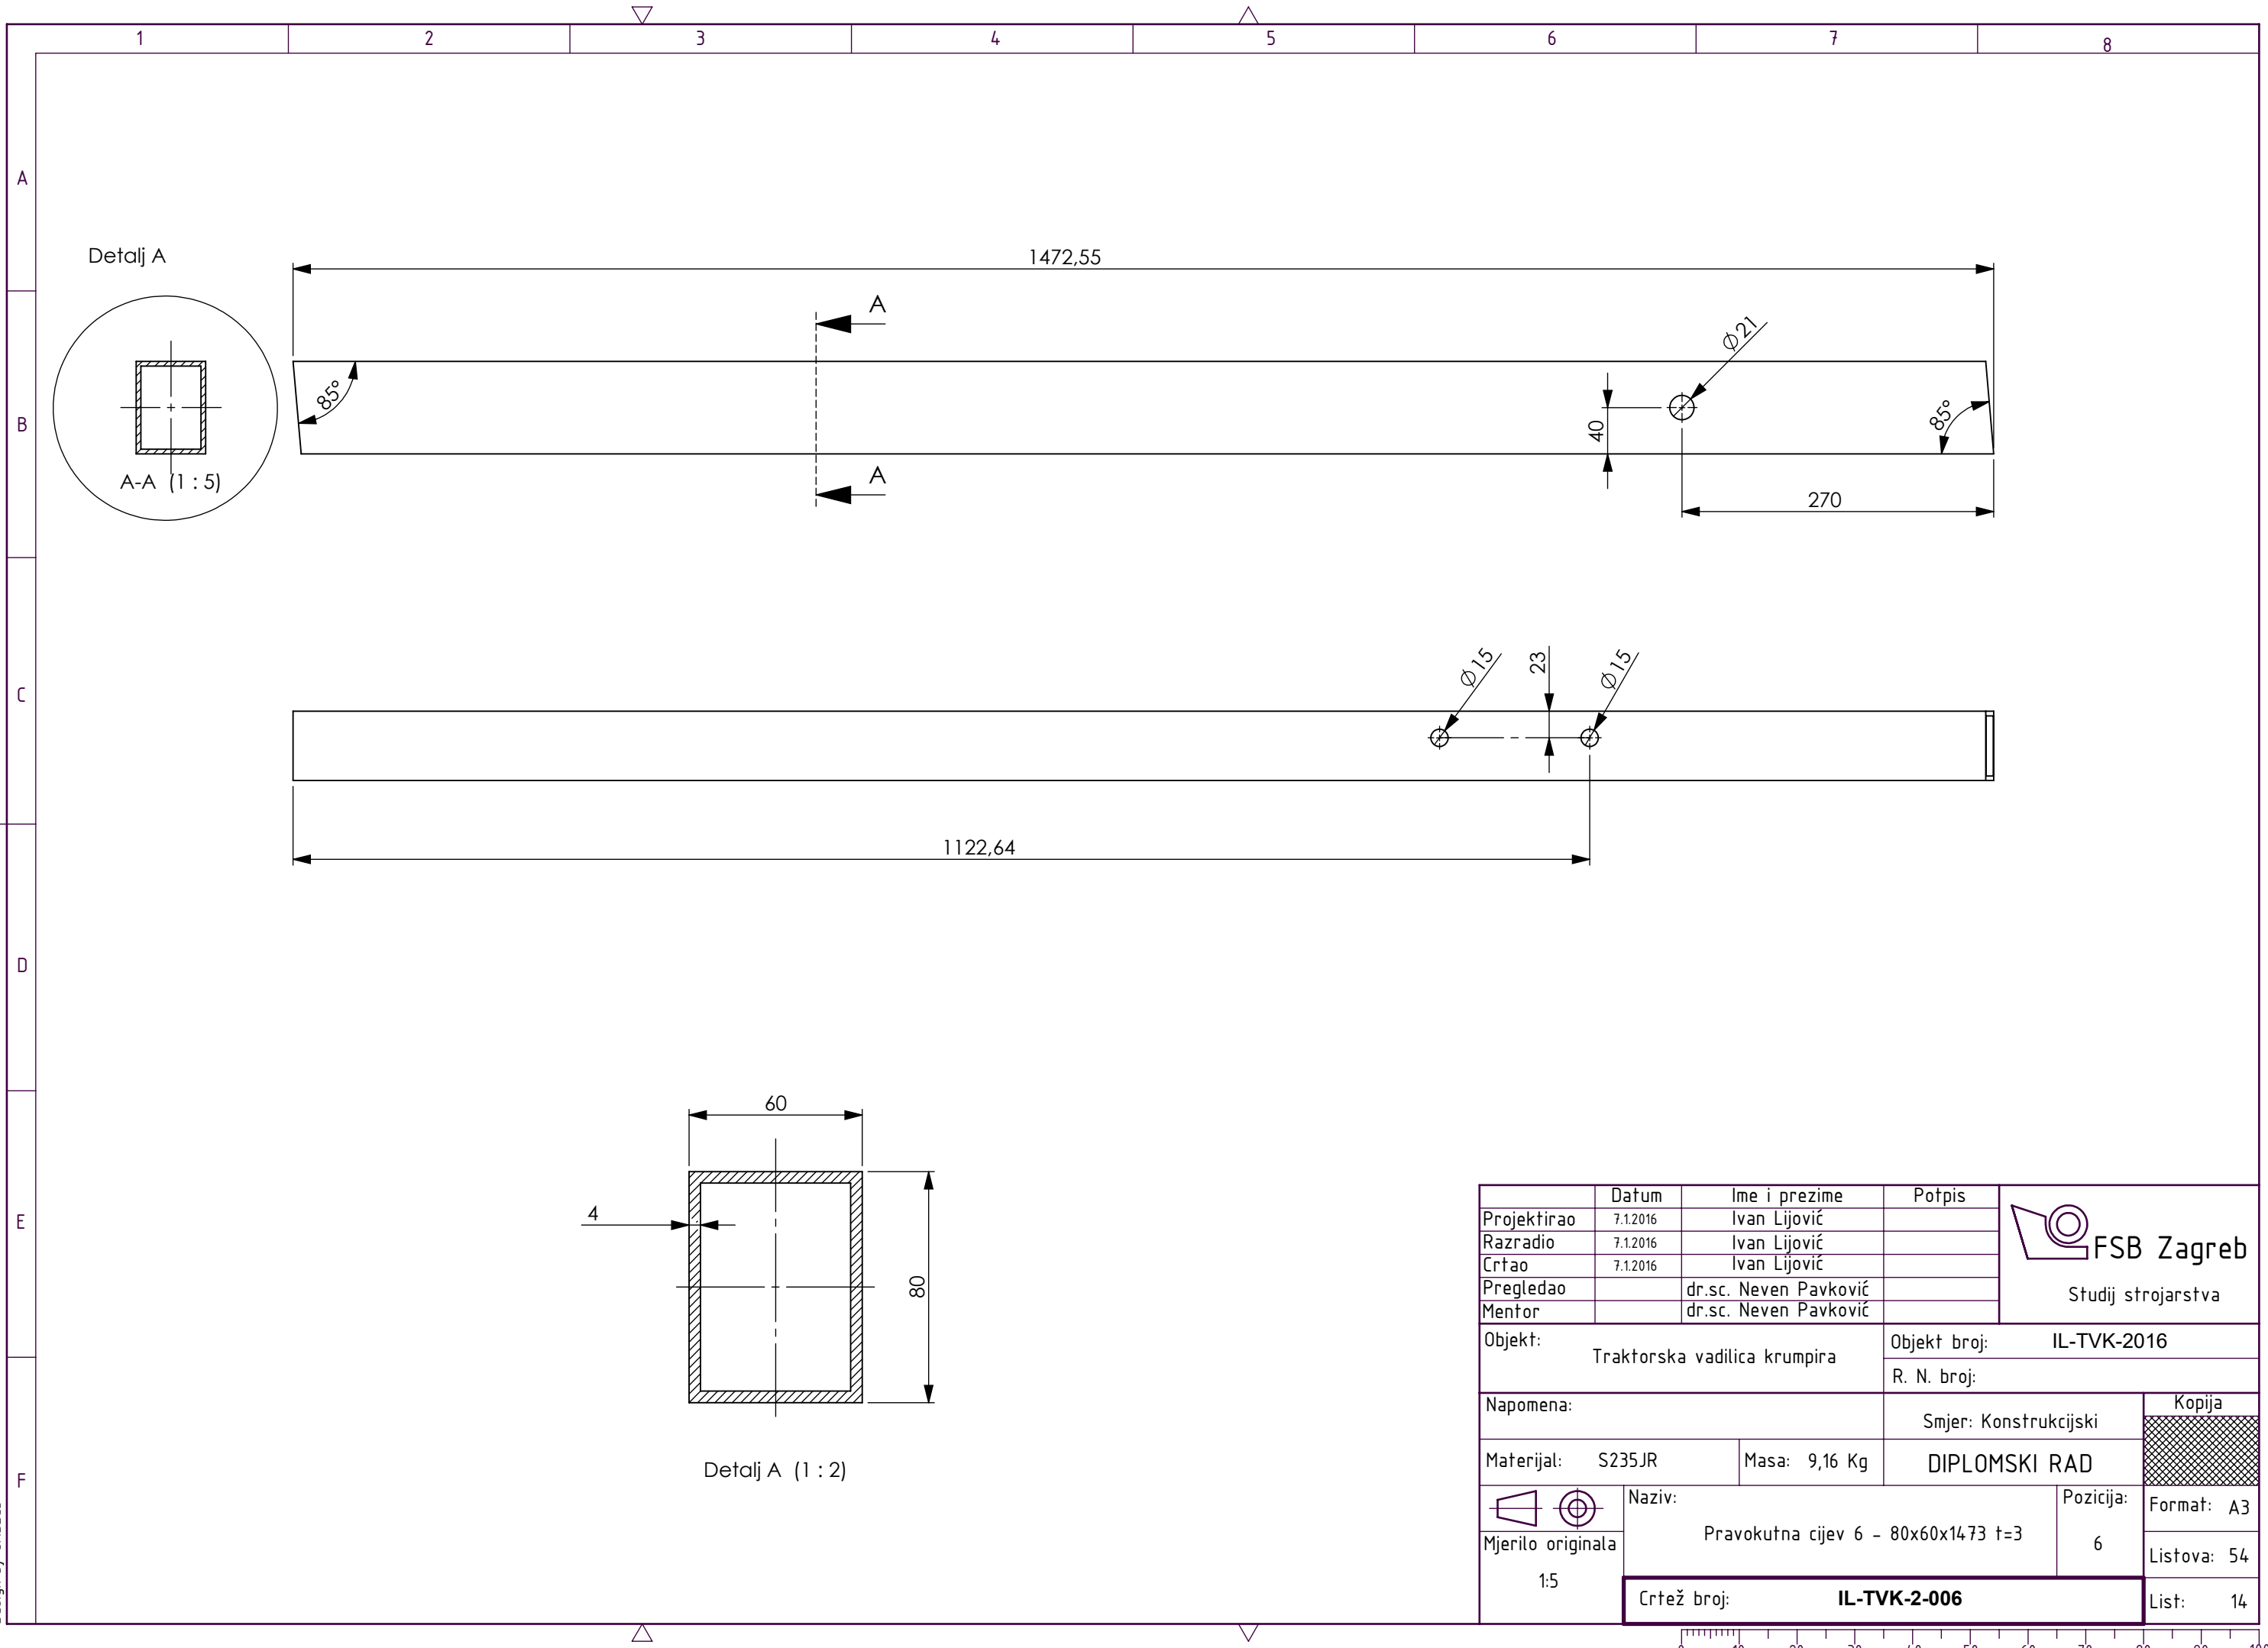 1 2 3 4 5 6 7 8
A
B
C
D
E
F
Detalj A
A-A (1 : 5)
1472,55
A
A
85°
Ø21
40
85°
270
Ø15
23
Ø15
1122,64
60
4
80
Detalj A (1 : 2)
Datum Ime i prezime Potpis
Projektirao 7.1.2016 Ivan Lijović
Razradio 7.1.2016 Ivan Lijović
Crtao 7.1.2016 Ivan Lijović
Pregledao dr.sc. Neven Pavković
Mentor dr.sc. Neven Pavković
FSB Zagreb
Studij strojarstva
Objekt: Traktorska vadilica krumpira
Objekt broj: IL-TVK-2016
R. N. broj:
Napomena:
Smjer: Konstrukcijski
Kopija
Materijal: S235JR
Masa: 9,16 Kg
DIPLOMSKI RAD
Naziv:
Pravokutna cijev 6 - 80x60x1473 t=3
Pozicija:
6
Format: A3
Mjerilo originala
1:5
Listova: 54
Crtež broj: IL-TVK-2-006
List: 14